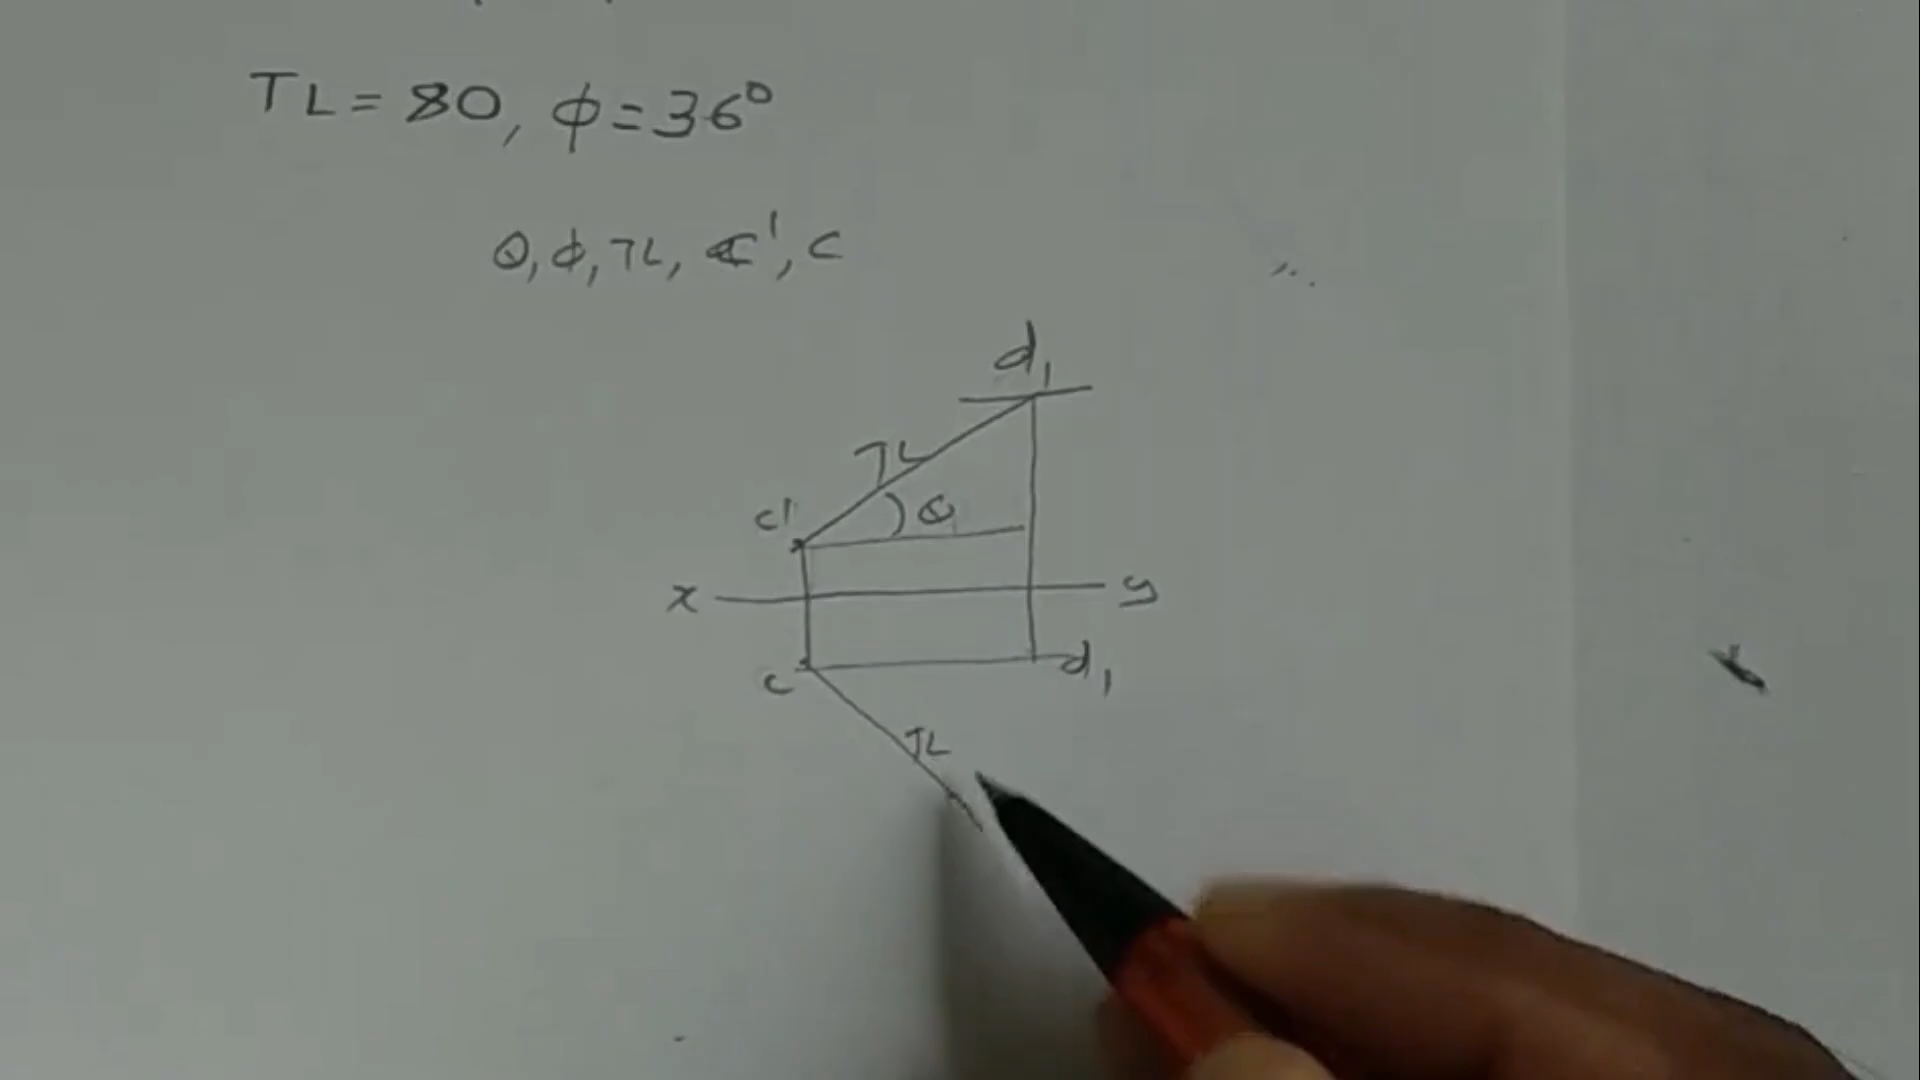 TL = 80, ϕ = 36°
θ, ϕ, TL, c', c
d₁
TL
c'
θ
x
y
c
d₁
TL